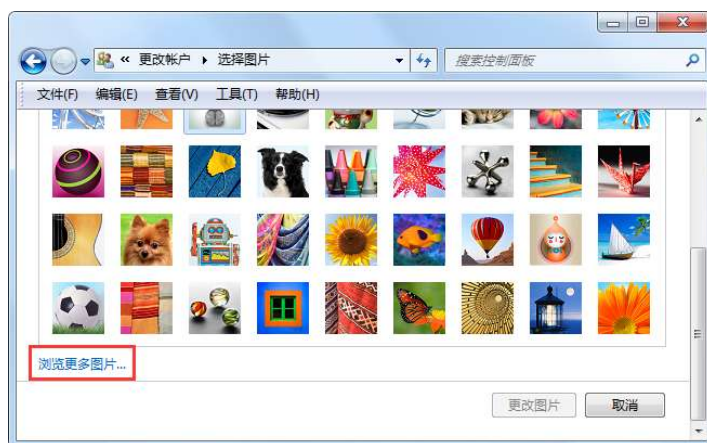 « 更改帐户 ▸ 选择图片
搜索控制面板
文件(F) 编辑(E) 查看(V) 工具(T) 帮助(H)
浏览更多图片...
更改图片 取消